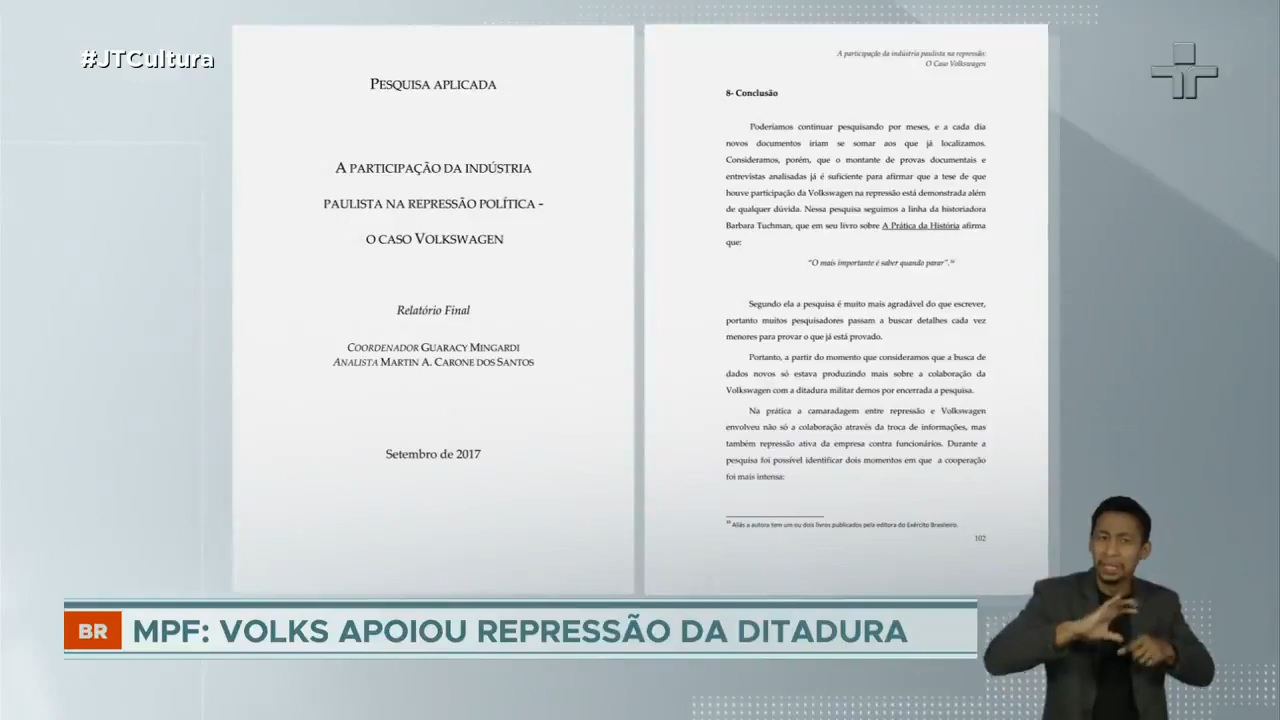 #JTCultura
PESQUISA APLICADA
A PARTICIPAÇÃO DA INDÚSTRIA
PAULISTA NA REPRESSÃO POLÍTICA -
O CASO VOLKSWAGEN
Relatório Final
COORDENADOR GUARACY MINGARDI
ANALISTA MARTIN A. CARONE DOS SANTOS
Setembro de 2017
A participação da indústria paulista na repressão:
O Caso Volkswagen
8- Conclusão
Poderíamos continuar pesquisando por meses, e a cada dia
novos documentos iriam se somar aos que já localizamos.
Consideramos, porém, que o montante de provas documentais e
entrevistas analisadas já é suficiente para afirmar que a tese de que
houve participação da Volkswagen na repressão está demonstrada além
de qualquer dúvida. Nessa pesquisa seguimos a linha da historiadora
Barbara Tuchman, que em seu livro sobre A Prática da História afirma
que:
“O mais importante é saber quando parar”.
Segundo ela a pesquisa é muito mais agradável do que escrever,
portanto muitos pesquisadores passam a buscar detalhes cada vez
menores para provar o que já está provado.
Portanto, a partir do momento que consideramos que a busca de
dados novos só estava produzindo mais sobre a colaboração da
Volkswagen com a ditadura militar demos por encerrada a pesquisa.
Na prática a camaradagem entre repressão e Volkswagen
envolveu não só a colaboração através da troca de informações, mas
também repressão ativa da empresa contra funcionários. Durante a
pesquisa foi possível identificar dois momentos em que a cooperação
foi mais intensa:
Aliás a autora tem um ou dois livros publicados pela editora do Exército Brasileiro.
102
BR MPF: VOLKS APOIOU REPRESSÃO DA DITADURA